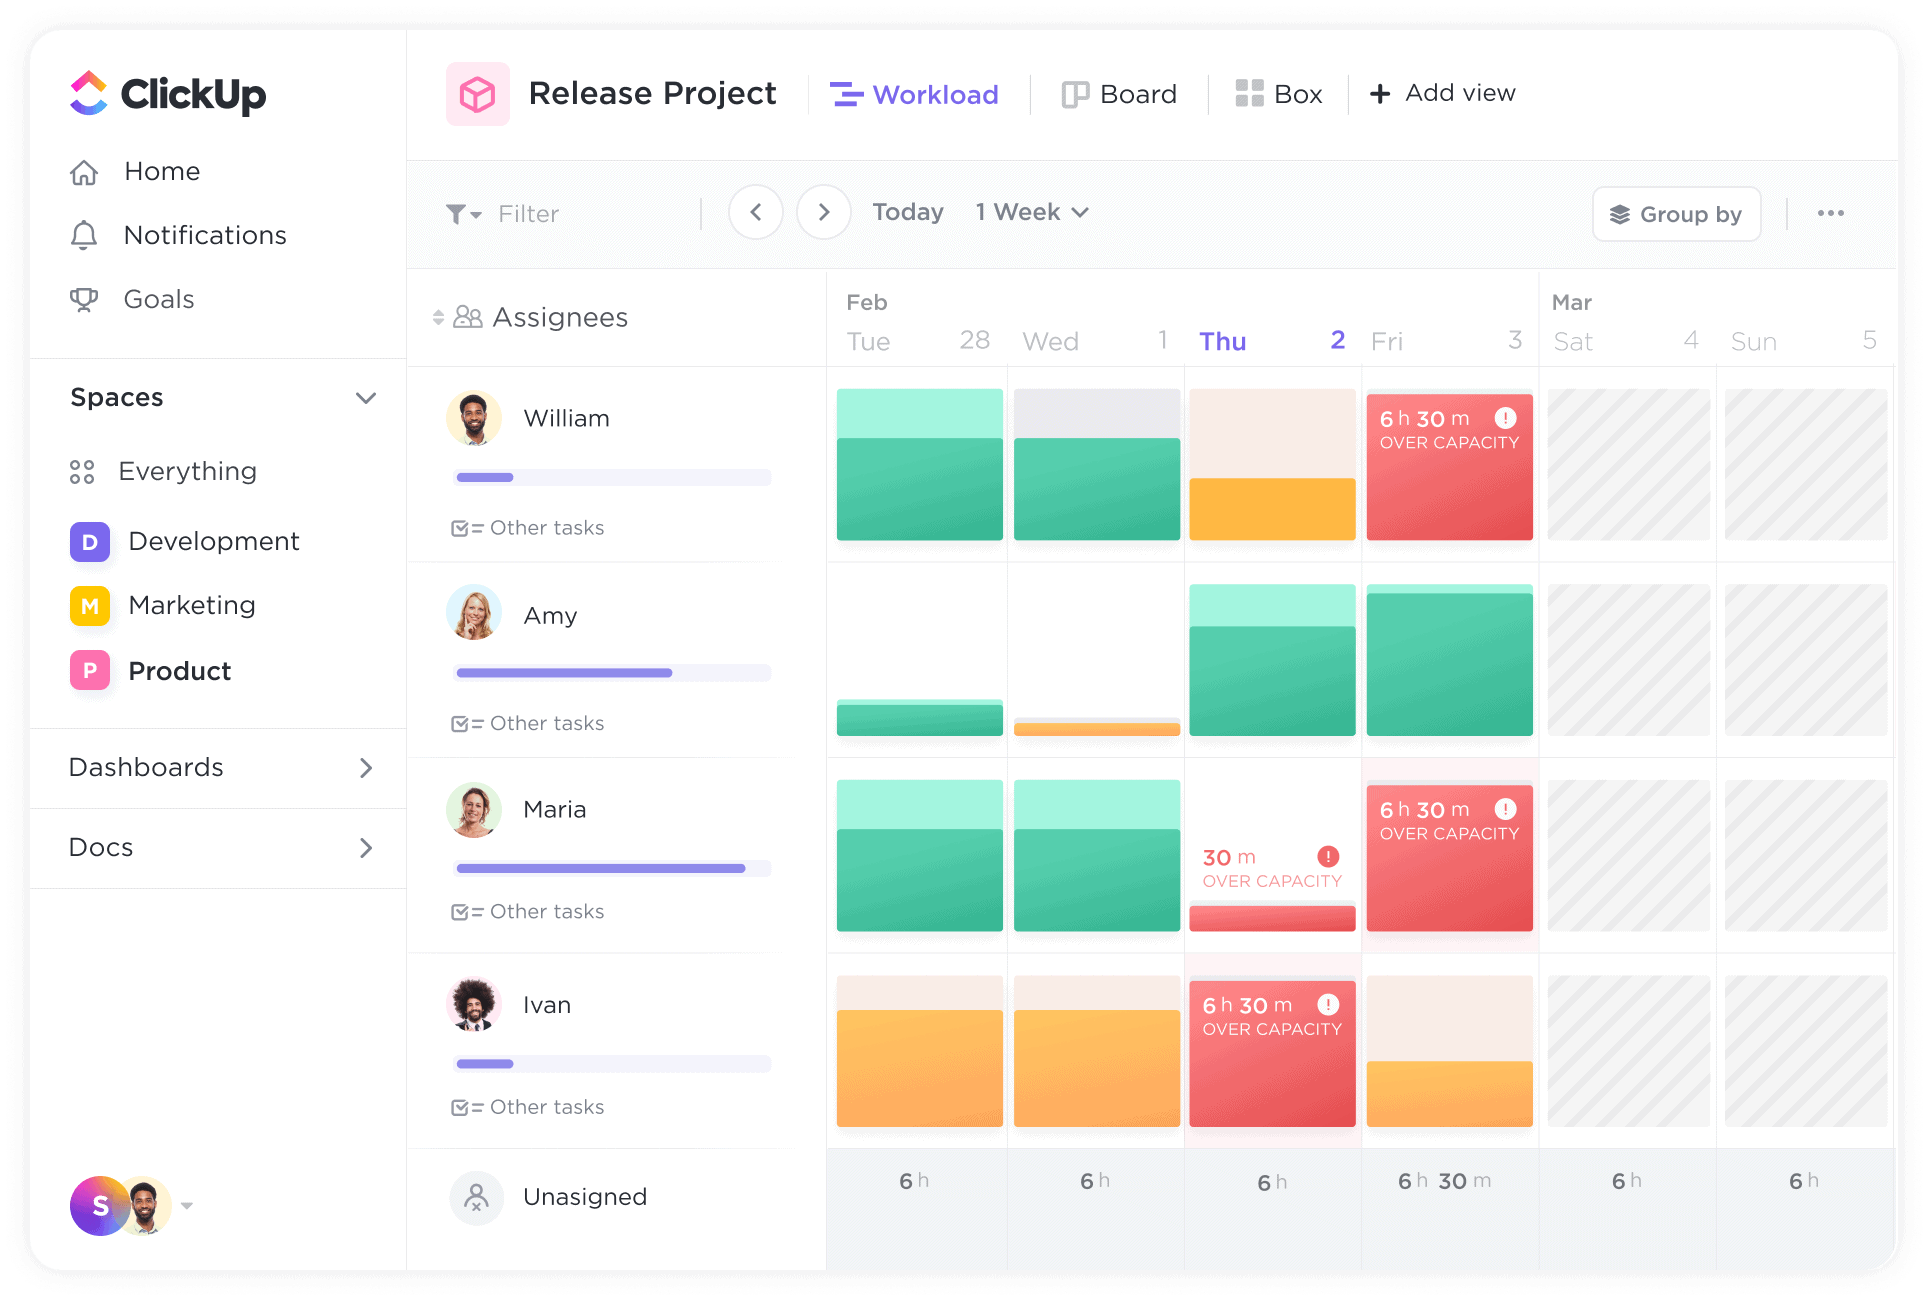 ClickUp
Home
Notifications
Goals
Spaces
Everything
D Development
M Marketing
P Product
Dashboards
Docs
S
Release Project
Workload
Board
Box
+ Add view
Filter
Today
1 Week
Group by
Assignees
Feb
Mar
Tue 28
Wed 1
Thu 2
Fri 3
Sat 4
Sun 5
William
Other tasks
6 h 30 m !
OVER CAPACITY
Amy
Other tasks
Maria
Other tasks
30 m !
OVER CAPACITY
6 h 30 m !
OVER CAPACITY
Ivan
Other tasks
6 h 30 m !
OVER CAPACITY
Unasigned
6 h
6 h
6 h
6 h 30 m
6 h
6 h